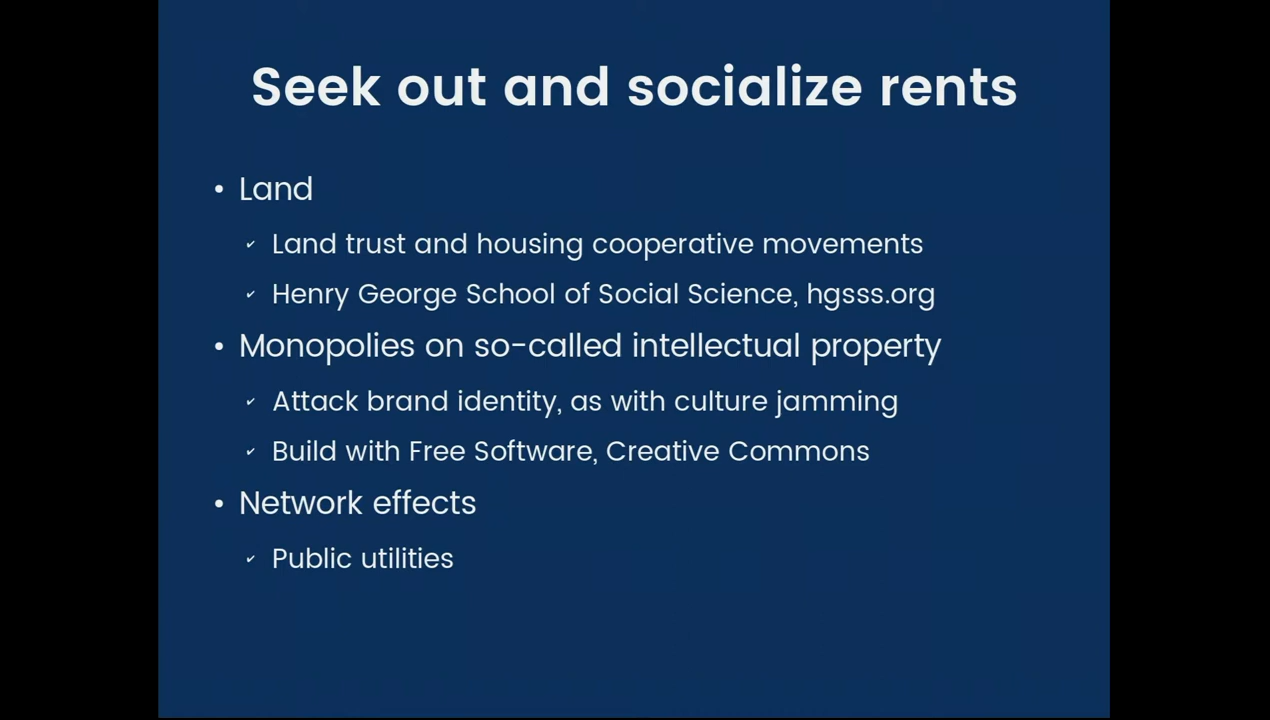 Seek out and socialize rents
• Land
✓ Land trust and housing cooperative movements
✓ Henry George School of Social Science, hgsss.org
• Monopolies on so-called intellectual property
✓ Attack brand identity, as with culture jamming
✓ Build with Free Software, Creative Commons
• Network effects
✓ Public utilities